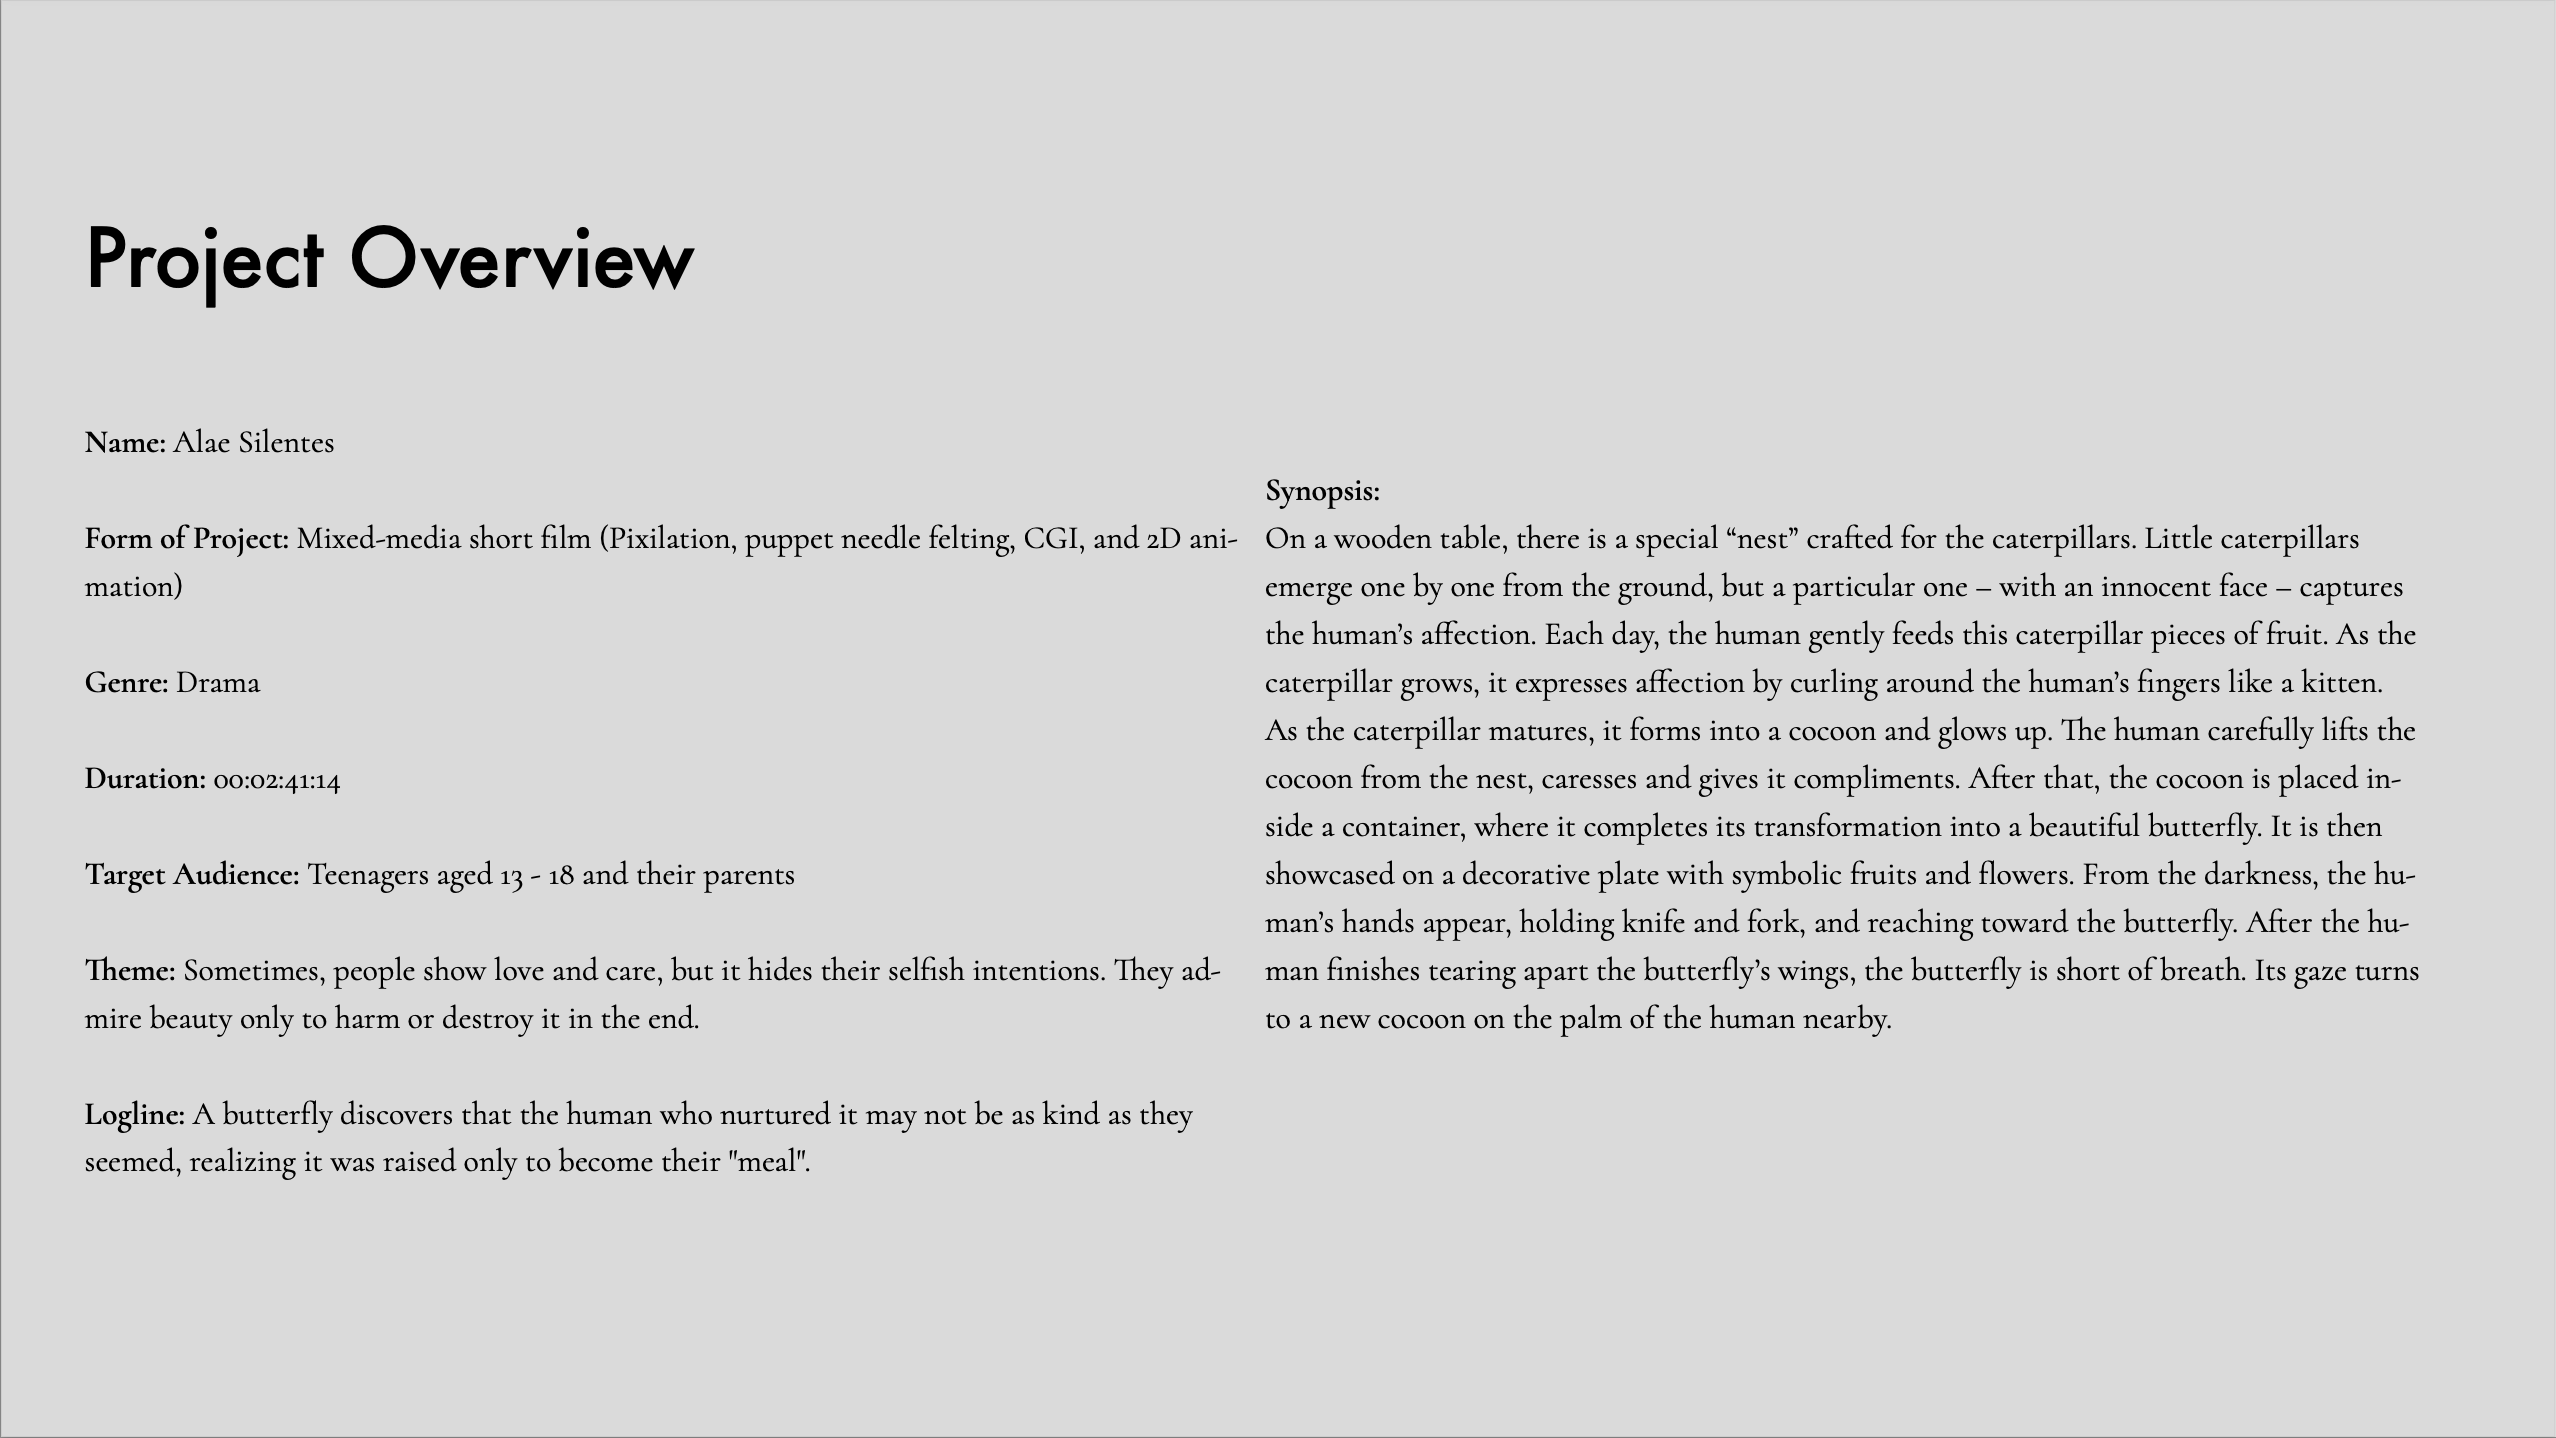 Project Overview
Name: Alae Silentes
Form of Project: Mixed-media short film (Pixilation, puppet needle felting, CGI, and 2D ani-
mation)
Genre: Drama
Duration: 00:02:41:14
Target Audience: Teenagers aged 13 - 18 and their parents
Theme: Sometimes, people show love and care, but it hides their selfish intentions. They ad-
mire beauty only to harm or destroy it in the end.
Logline: A butterfly discovers that the human who nurtured it may not be as kind as they
seemed, realizing it was raised only to become their "meal".
Synopsis:
On a wooden table, there is a special “nest” crafted for the caterpillars. Little caterpillars
emerge one by one from the ground, but a particular one – with an innocent face – captures
the human’s affection. Each day, the human gently feeds this caterpillar pieces of fruit. As the
caterpillar grows, it expresses affection by curling around the human’s fingers like a kitten.
As the caterpillar matures, it forms into a cocoon and glows up. The human carefully lifts the
cocoon from the nest, caresses and gives it compliments. After that, the cocoon is placed in-
side a container, where it completes its transformation into a beautiful butterfly. It is then
showcased on a decorative plate with symbolic fruits and flowers. From the darkness, the hu-
man’s hands appear, holding knife and fork, and reaching toward the butterfly. After the hu-
man finishes tearing apart the butterfly’s wings, the butterfly is short of breath. Its gaze turns
to a new cocoon on the palm of the human nearby.